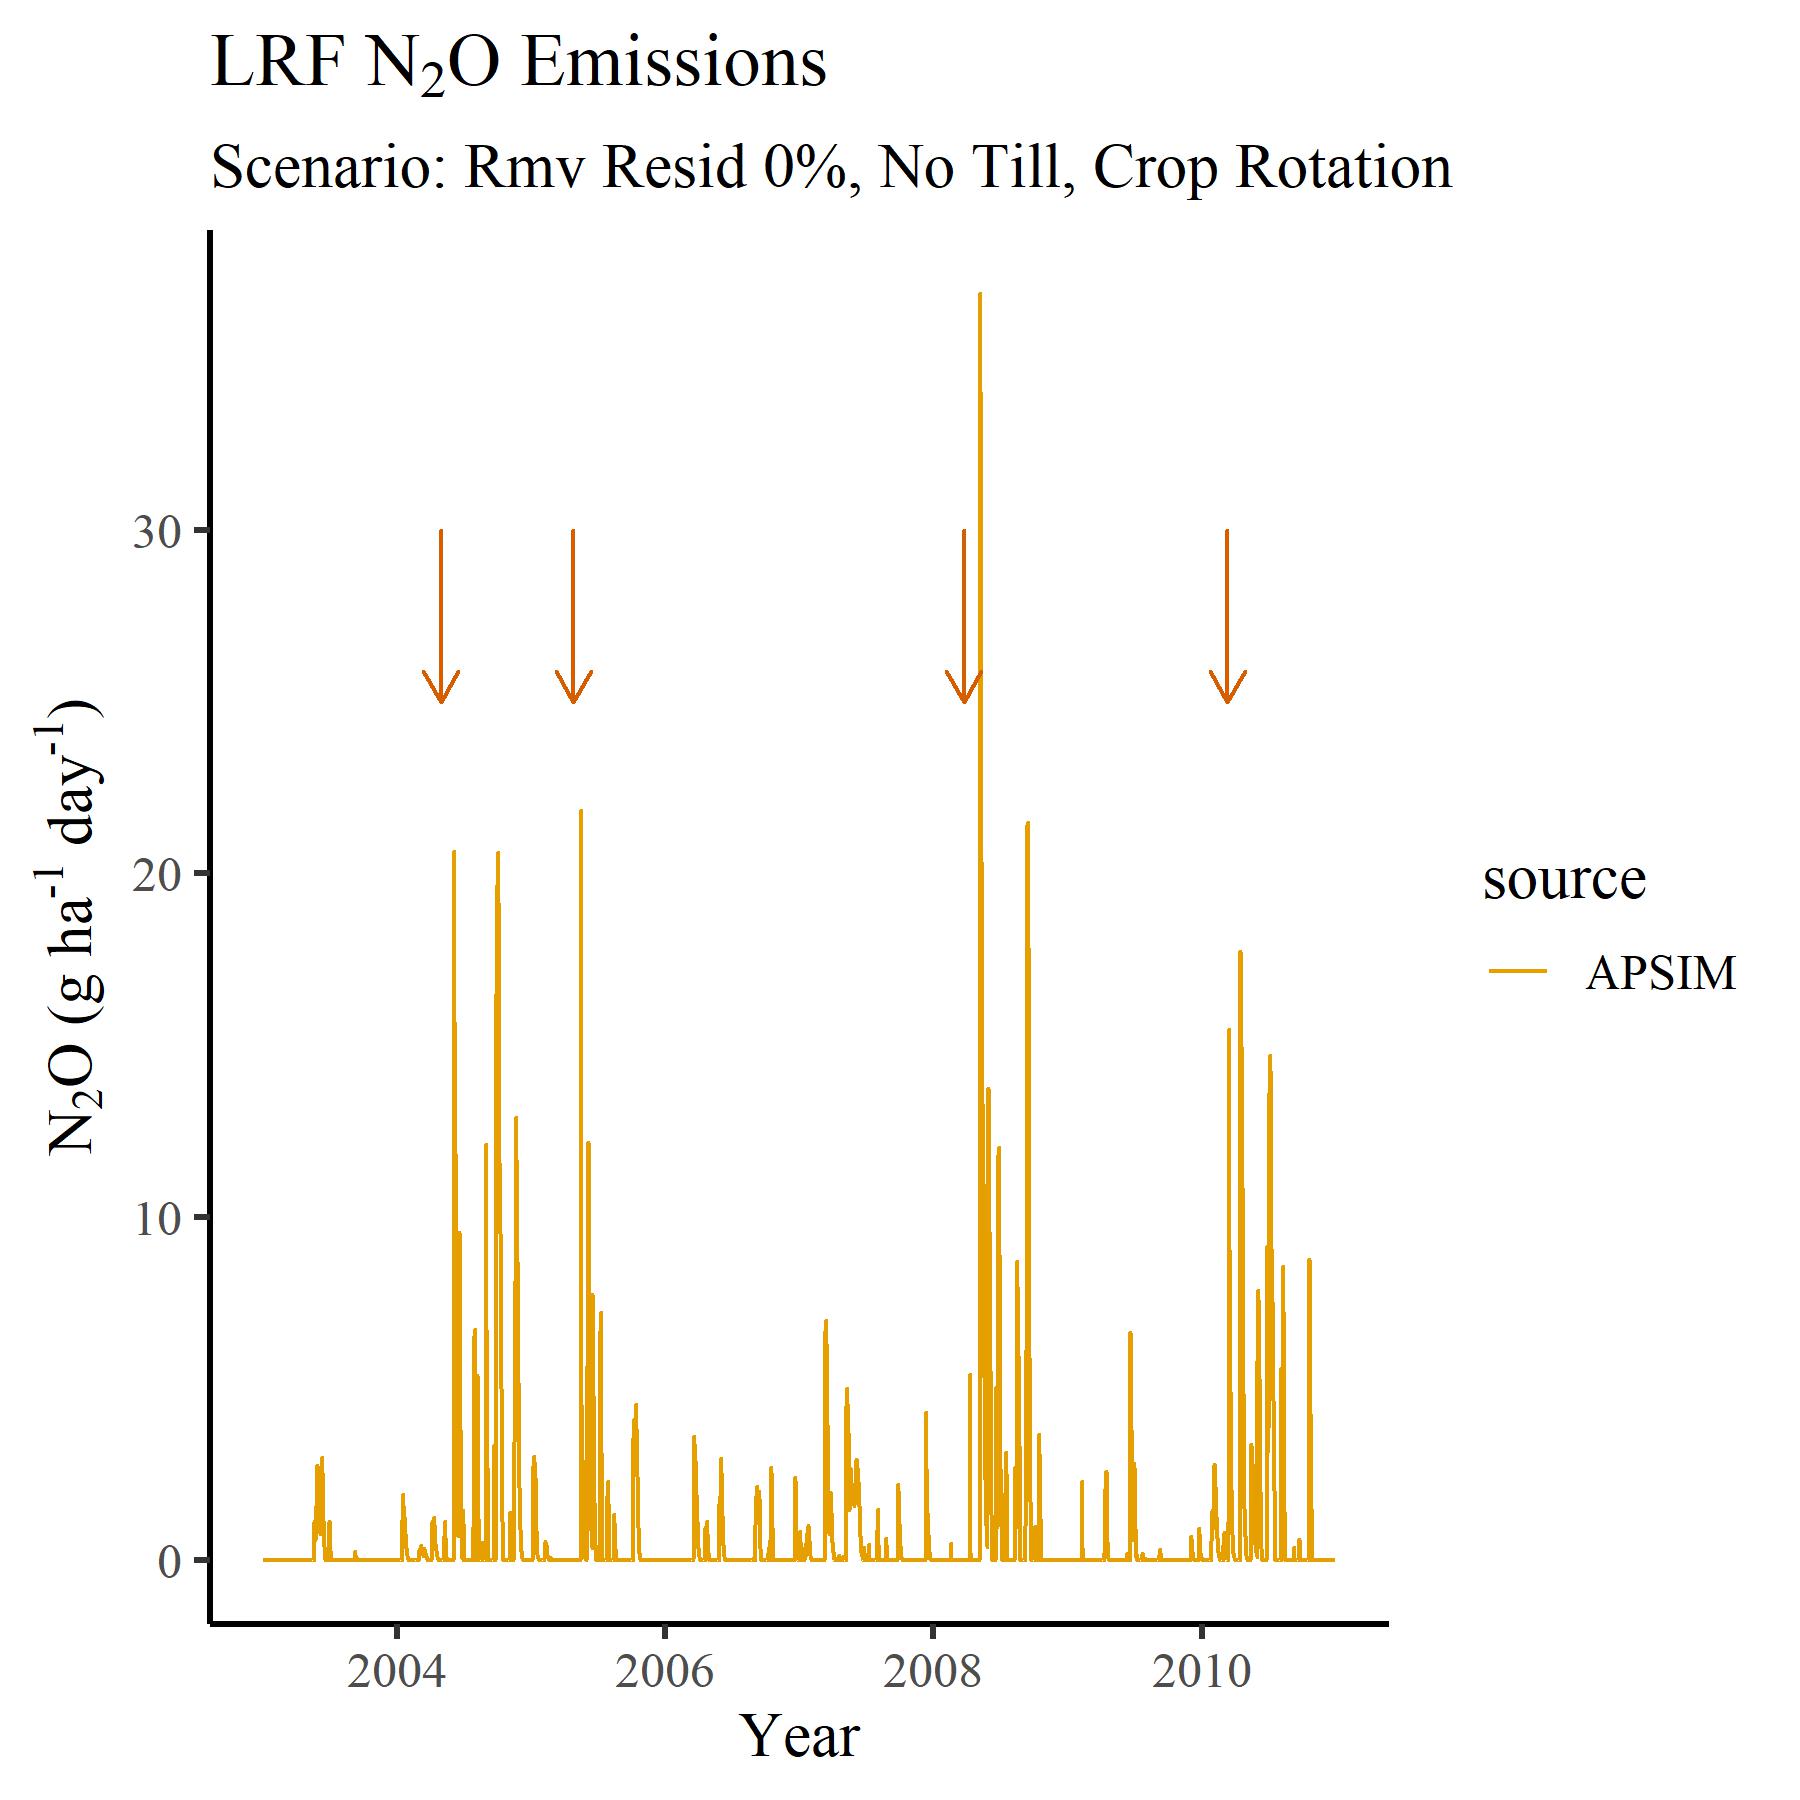 LRF N₂O Emissions
Scenario: Rmv Resid 0%, No Till, Crop Rotation
N₂O (g ha⁻¹ day⁻¹)
30
20
10
0
2004 2006 2008 2010
Year
source
APSIM